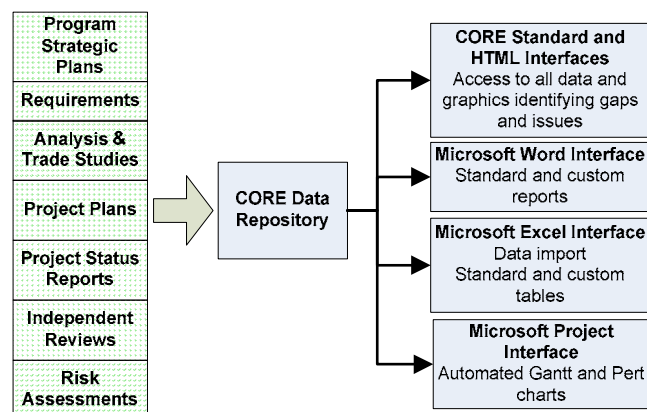 Program
Strategic
Plans
Requirements
Analysis &
Trade Studies
Project Plans
Project Status
Reports
Independent
Reviews
Risk
Assessments
CORE Data
Repository
CORE Standard and
HTML Interfaces
Access to all data and
graphics identifying gaps
and issues
Microsoft Word Interface
Standard and custom
reports
Microsoft Excel Interface
Data import
Standard and custom
tables
Microsoft Project
Interface
Automated Gantt and Pert
charts